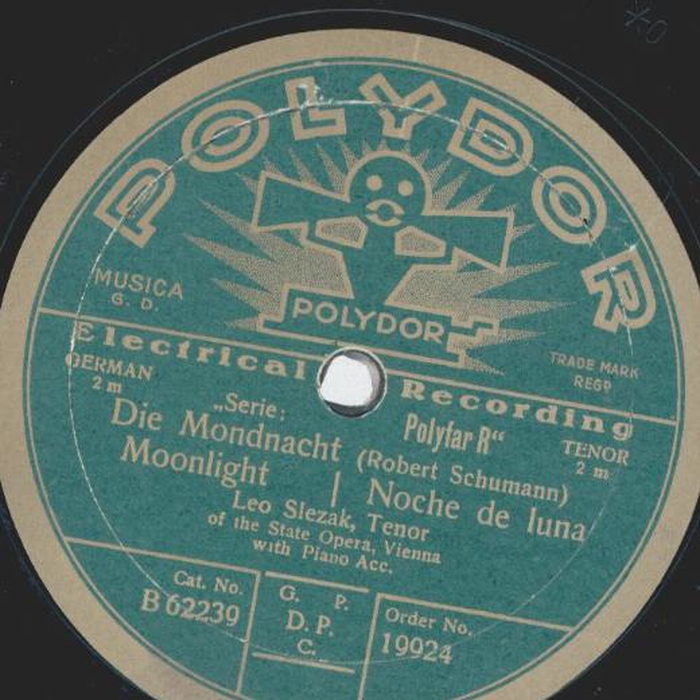 POLYDOR
MUSICA
G. D.
POLYDOR
TRADE MARK
REGD
Electrical Recording
GERMAN
2 m
„Serie: Polyfar R“
TENOR
2 m
Die Mondnacht (Robert Schumann)
Moonlight | Noche de luna
Leo Slezak, Tenor
of the State Opera, Vienna
with Piano Acc.
Cat. No.
B 62239
G. P.
D. P.
C.
Order No.
19924